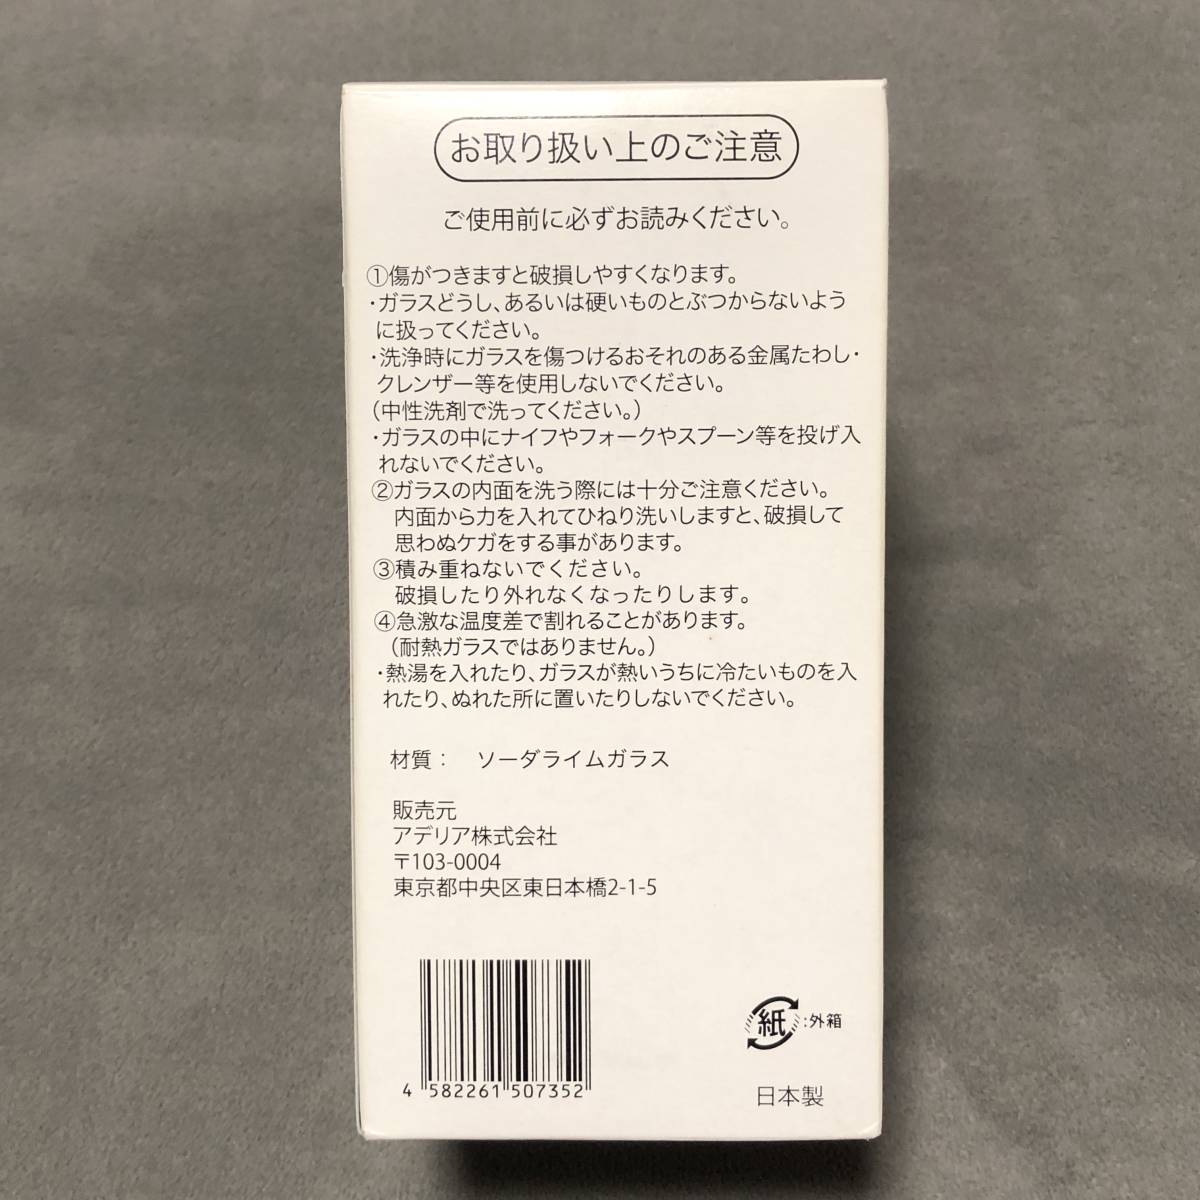 お取り扱い上のご注意
ご使用前に必ずお読みください。
①傷がつきますと破損しやすくなります。
・ガラスどうし、あるいは硬いものとぶつからないよう
に扱ってください。
・洗浄時にガラスを傷つけるおそれのある金属たわし・
クレンザー等を使用しないでください。
（中性洗剤で洗ってください。）
・ガラスの中にナイフやフォークやスプーン等を投げ入
れないでください。
②ガラスの内面を洗う際には十分ご注意ください。
内面から力を入れてひねり洗いしますと、破損して
思わぬケガをする事があります。
③積み重ねないでください。
破損したり外れなくなったりします。
④急激な温度差で割れることがあります。
（耐熱ガラスではありません。）
・熱湯を入れたり、ガラスが熱いうちに冷たいものを入
れたり、ぬれた所に置いたりしないでください。
材質： ソーダライムガラス
販売元
アデリア株式会社
〒103-0004
東京都中央区東日本橋2-1-5
4 582261 507352
紙 :外箱
日本製